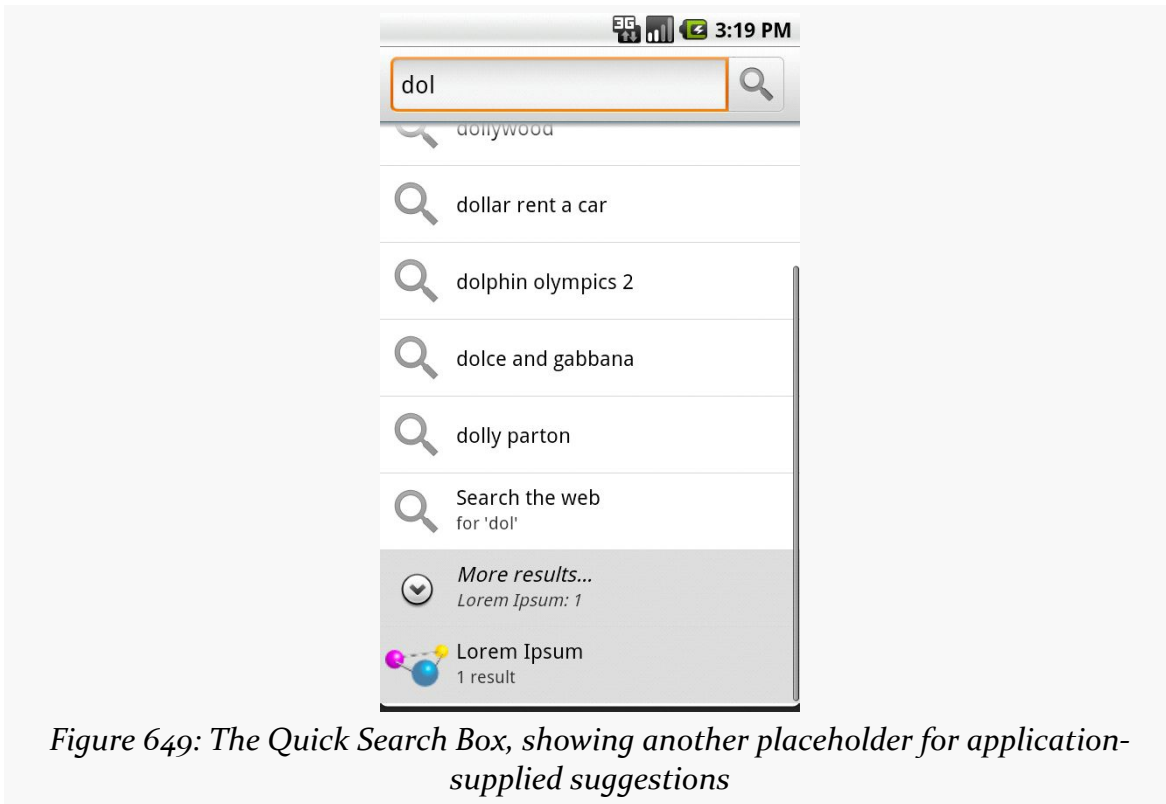 3G 3:19 PM
dol
dollywood
dollar rent a car
dolphin olympics 2
dolce and gabbana
dolly parton
Search the web
for 'dol'
More results...
Lorem Ipsum: 1
Lorem Ipsum
1 result
Figure 649: The Quick Search Box, showing another placeholder for application-
supplied suggestions